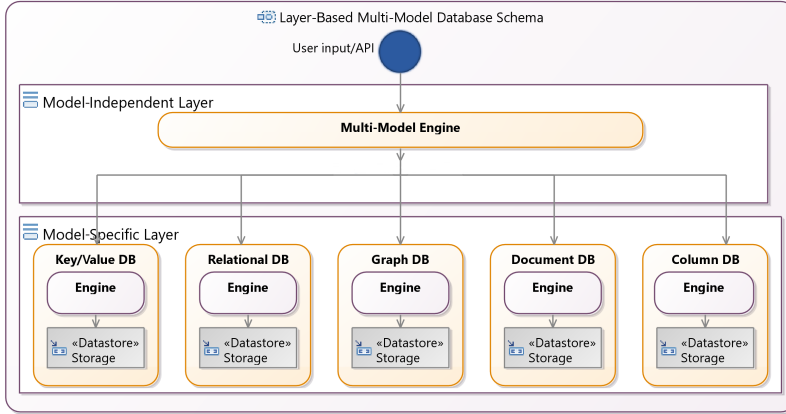 Layer-Based Multi-Model Database Schema
User input/API
Model-Independent Layer
Multi-Model Engine
Model-Specific Layer
Key/Value DB
Engine
«Datastore»
Storage
Relational DB
Engine
«Datastore»
Storage
Graph DB
Engine
«Datastore»
Storage
Document DB
Engine
«Datastore»
Storage
Column DB
Engine
«Datastore»
Storage